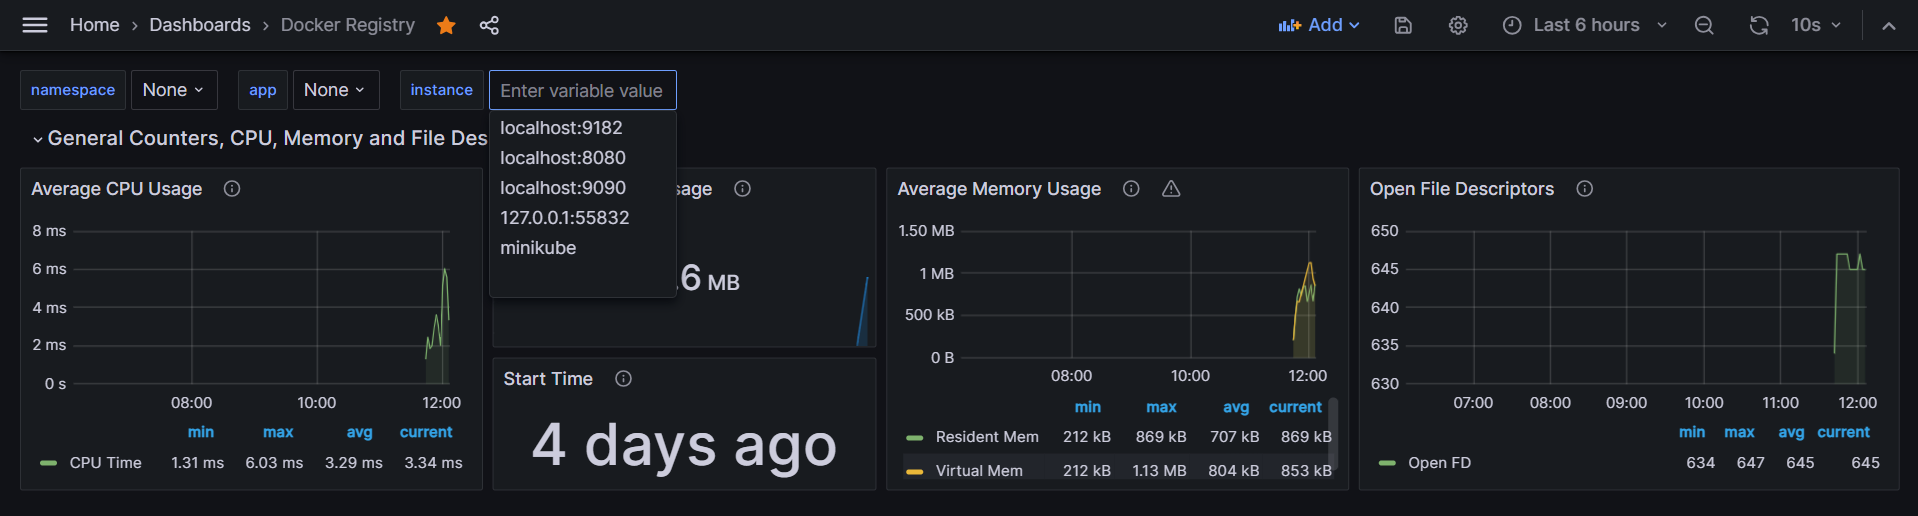 Home > Dashboards > Docker Registry
Add
Last 6 hours
10s
namespace None
app None
instance Enter variable value
localhost:9182
localhost:8080
localhost:9090
127.0.0.1:55832
minikube
General Counters, CPU, Memory and File Des
Average CPU Usage
8 ms
6 ms
4 ms
2 ms
0 s
08:00 10:00 12:00
min max avg current
CPU Time 1.31 ms 6.03 ms 3.29 ms 3.34 ms
sage
.6 MB
Start Time
4 days ago
Average Memory Usage
1.50 MB
1 MB
500 kB
0 B
08:00 10:00 12:00
min max avg current
Resident Mem 212 kB 869 kB 707 kB 869 kB
Virtual Mem 212 kB 1.13 MB 804 kB 853 kB
Open File Descriptors
650
645
640
635
630
07:00 08:00 09:00 10:00 11:00 12:00
min max avg current
Open FD 634 647 645 645